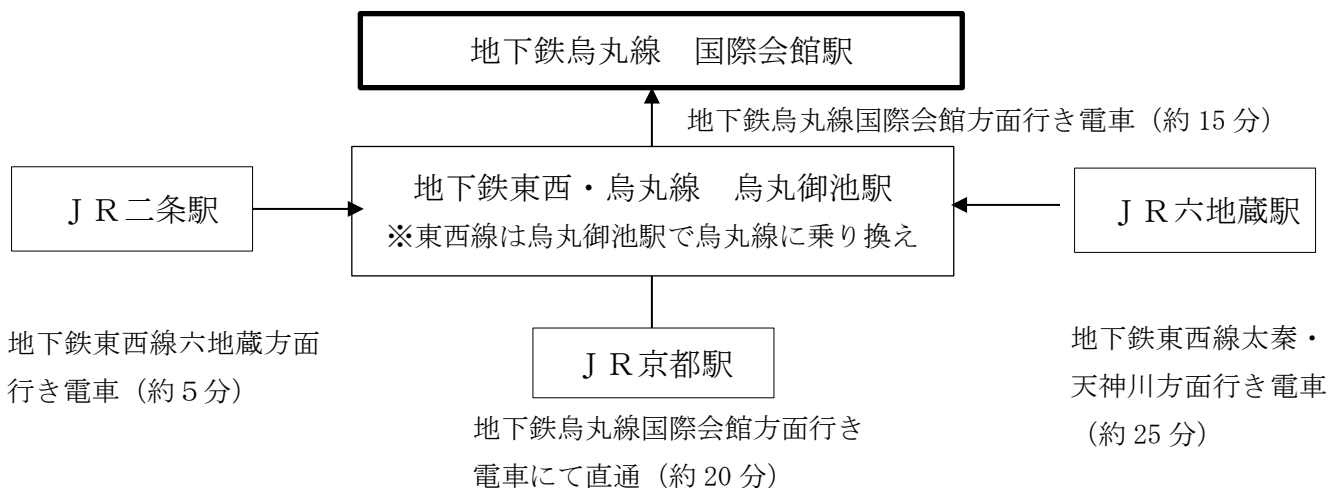 地下鉄烏丸線　国際会館駅
地下鉄烏丸線国際会館方面行き電車（約 15 分）
ＪＲ二条駅
地下鉄東西・烏丸線　烏丸御池駅
※東西線は烏丸御池駅で烏丸線に乗り換え
ＪＲ六地蔵駅
地下鉄東西線六地蔵方面
行き電車（約５分）
ＪＲ京都駅
地下鉄烏丸線国際会館方面行き
電車にて直通（約 20 分）
地下鉄東西線太秦・
天神川方面行き電車
（約 25 分）